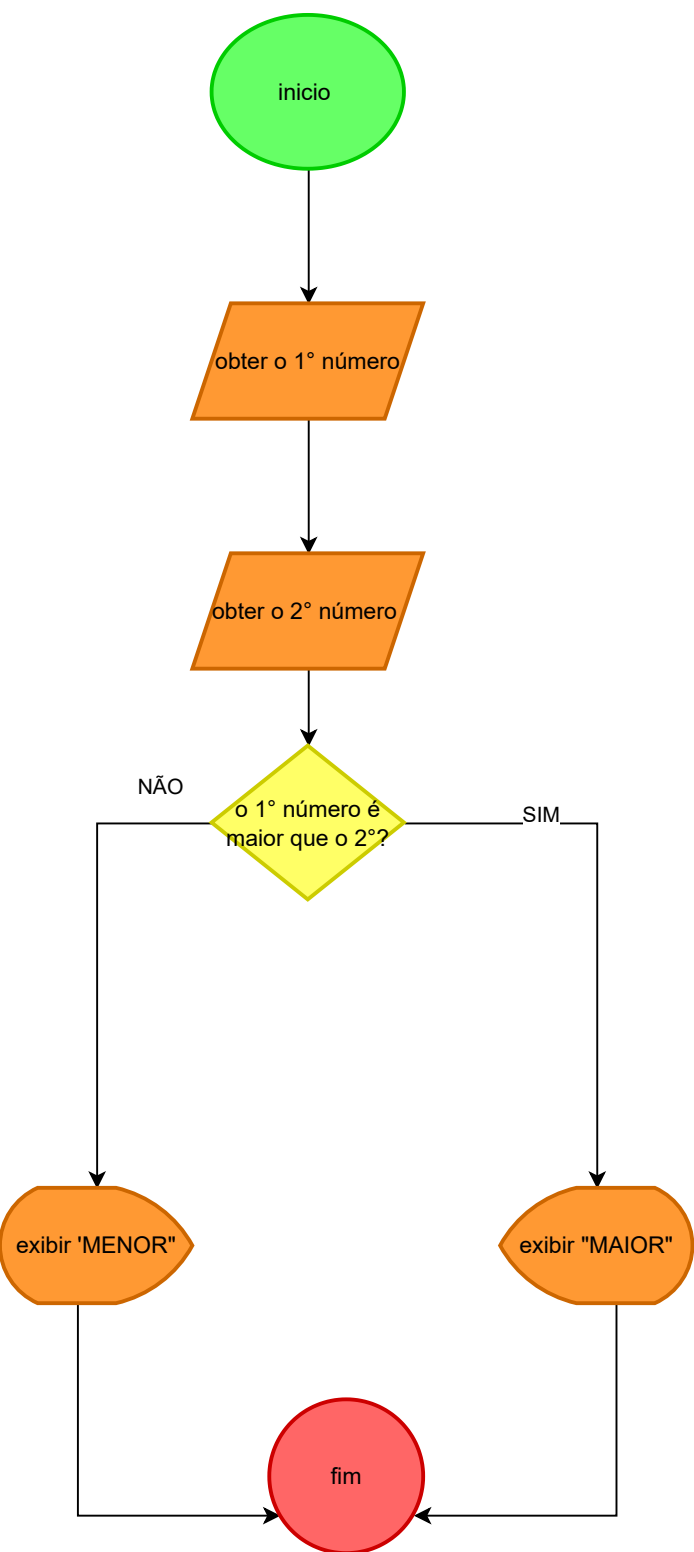 inicio
obter o 1° número
obter o 2° número
o 1° número é
maior que o 2°?
NÃO
SIM
exibir 'MENOR"
exibir "MAIOR"
fim